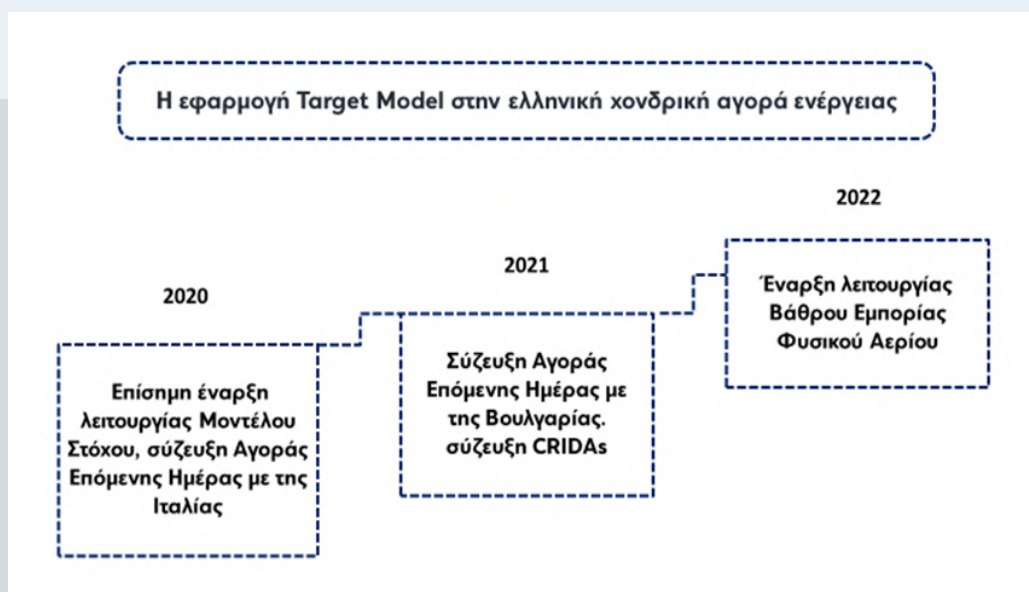 Η εφαρμογή Target Model στην ελληνική χονδρική αγορά ενέργειας
2020
Επίσημη έναρξη
λειτουργίας Μοντέλου
Στόχου, σύζευξη Αγοράς
Επόμενης Ημέρας με της
Ιταλίας
2021
Σύζευξη Αγοράς
Επόμενης Ημέρας με
της Βουλγαρίας.
σύζευξη CRIDAs
2022
Έναρξη λειτουργίας
Βάθρου Εμπορίας
Φυσικού Αερίου